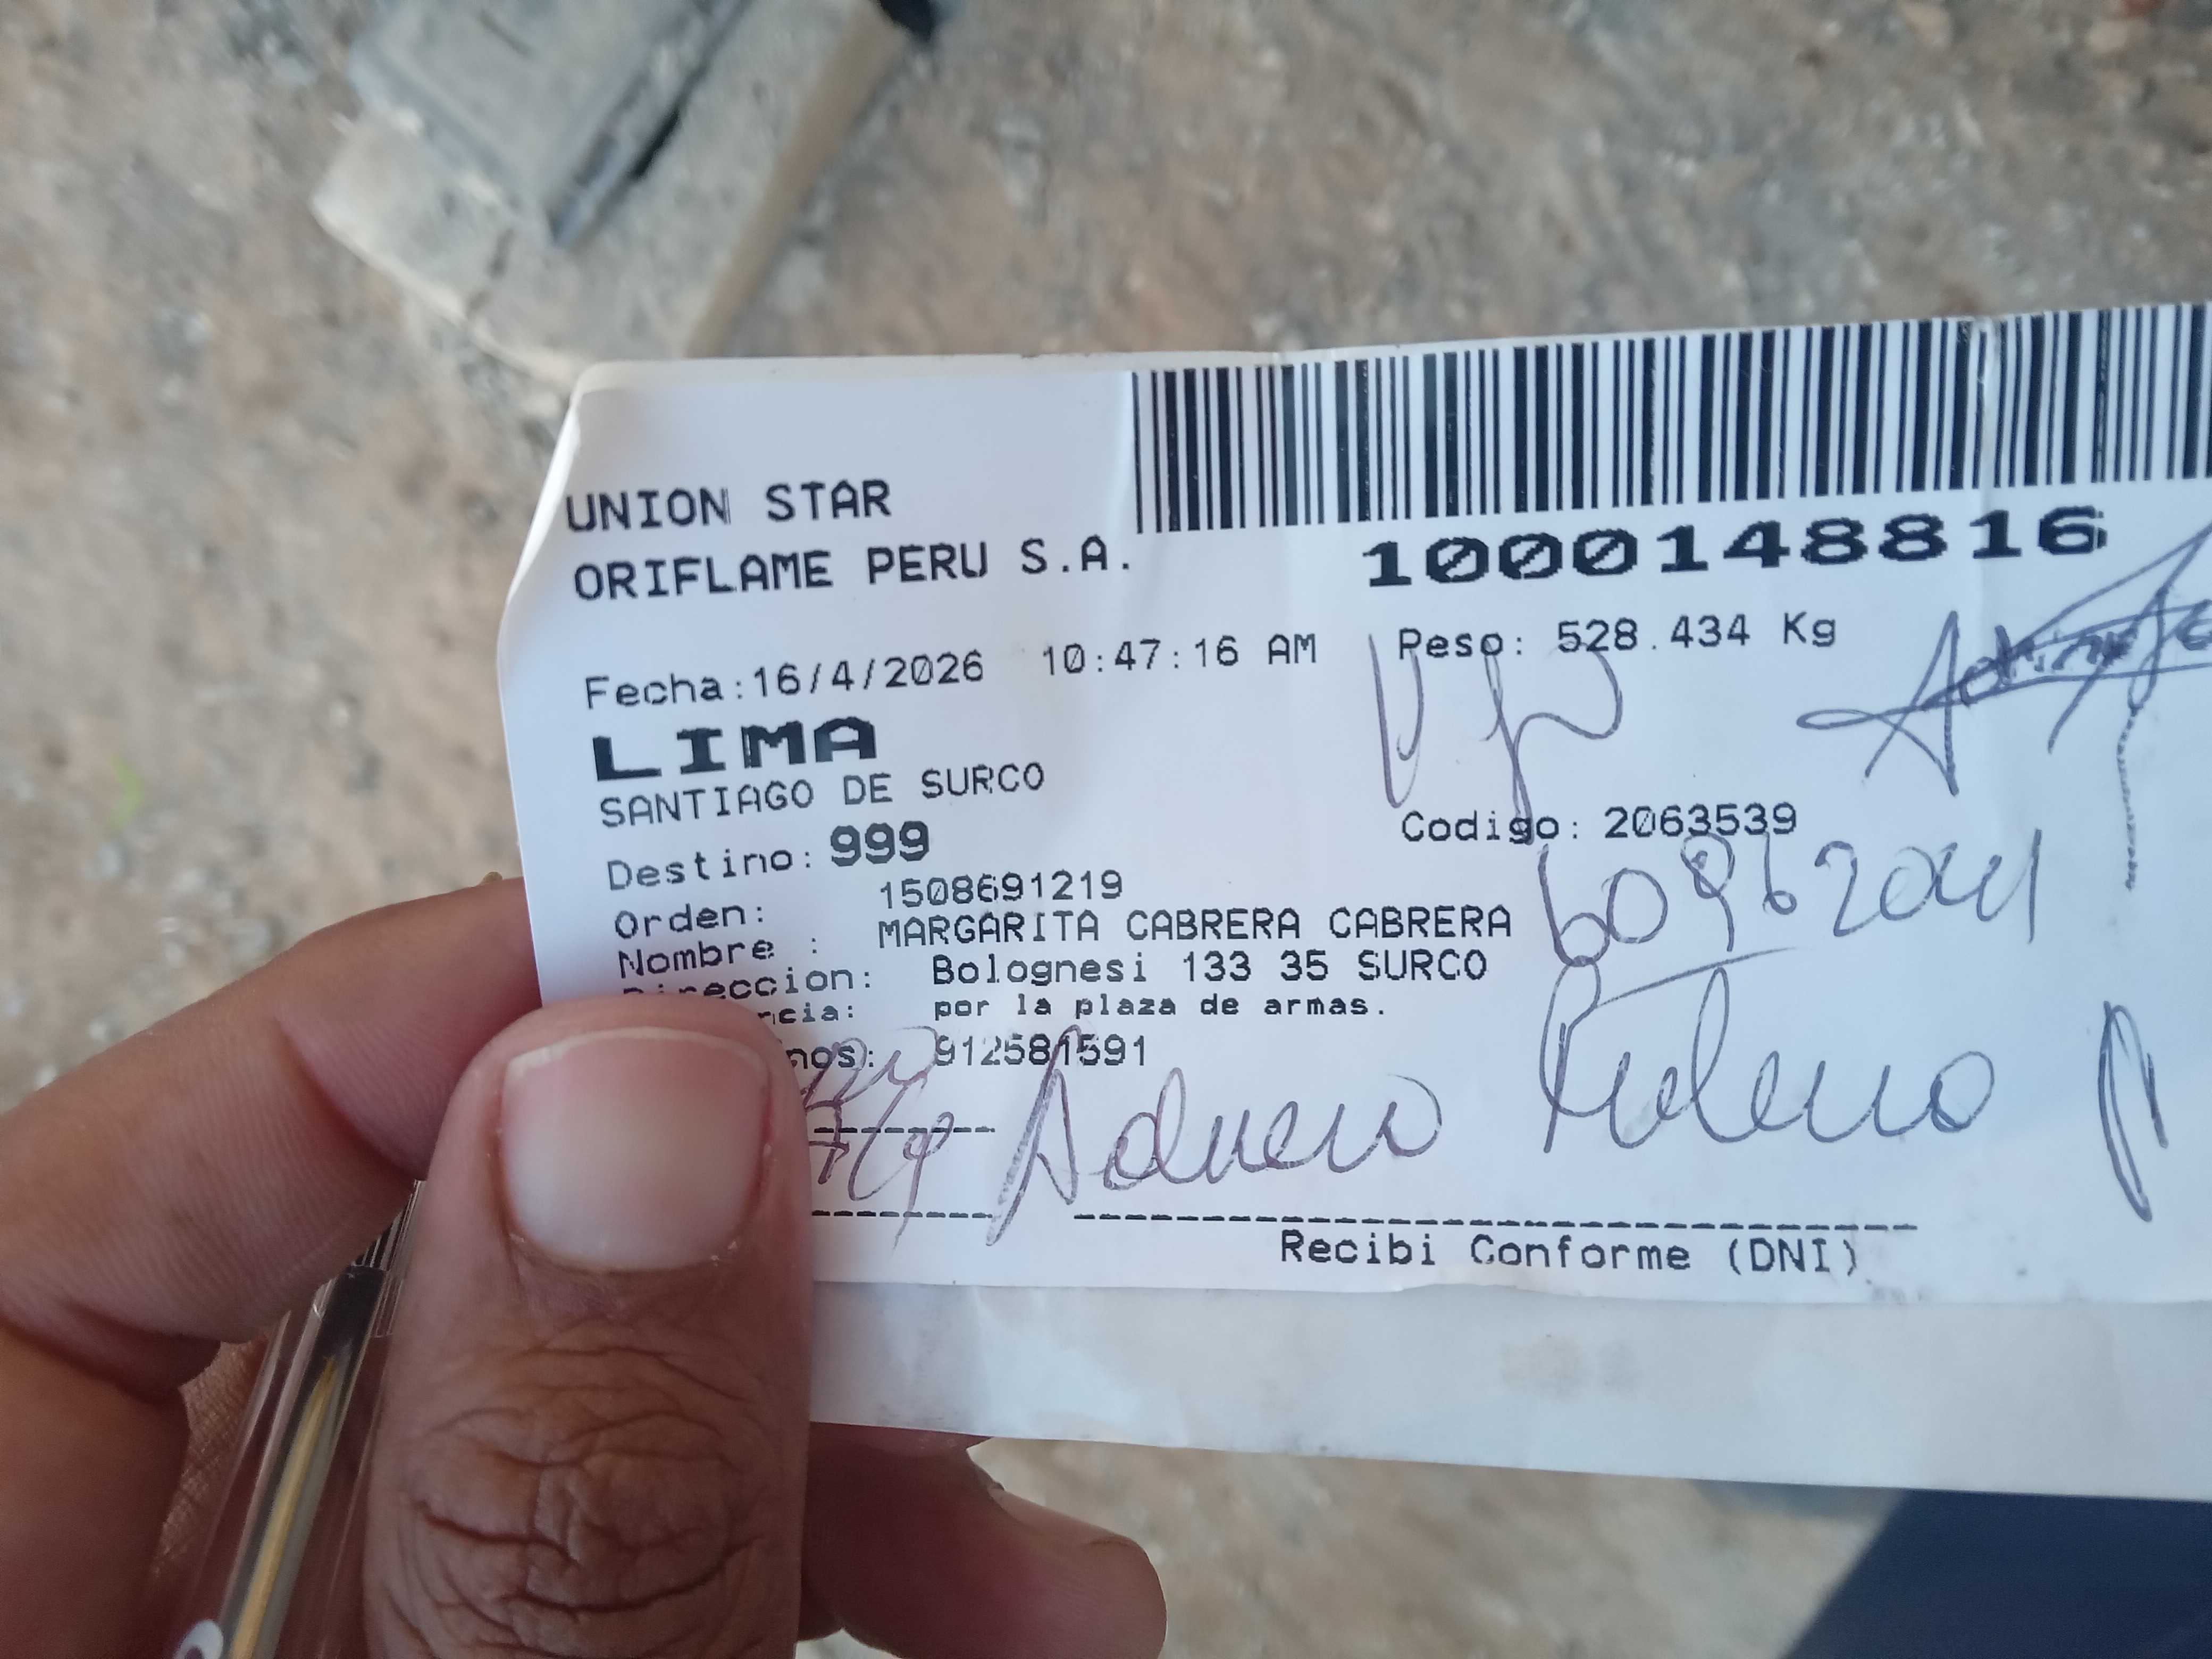 UNION STAR
ORIFLAME PERU S.A.
1000148816
Fecha:16/4/2026 10:47:16 AM
Peso: 528.434 Kg
LIMA
SANTIAGO DE SURCO
Codigo: 2063539
Destino: 999
Orden: 1508691219
Nombre : MARGARITA CABRERA CABRERA
Direccion: Bolognesi 133 35 SURCO
ncia: por la plaza de armas.
nos: 912581591
Recibi Conforme (DNI)